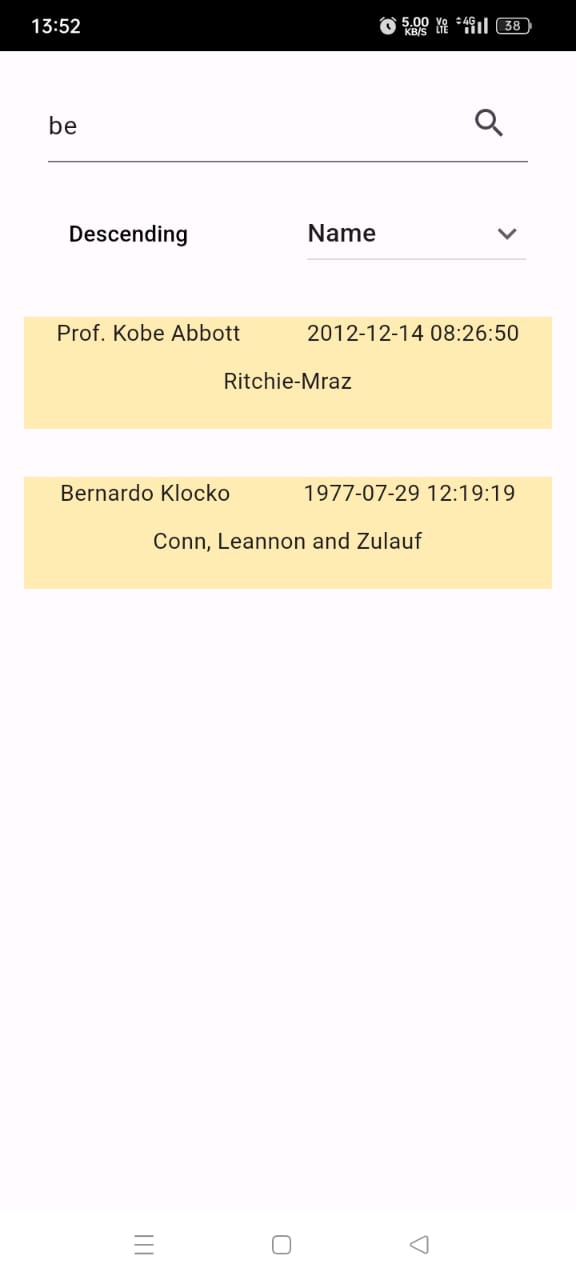 13:52 5.00 KB/S Vo LTE 4G 38
be
Descending Name
Prof. Kobe Abbott 2012-12-14 08:26:50
Ritchie-Mraz
Bernardo Klocko 1977-07-29 12:19:19
Conn, Leannon and Zulauf